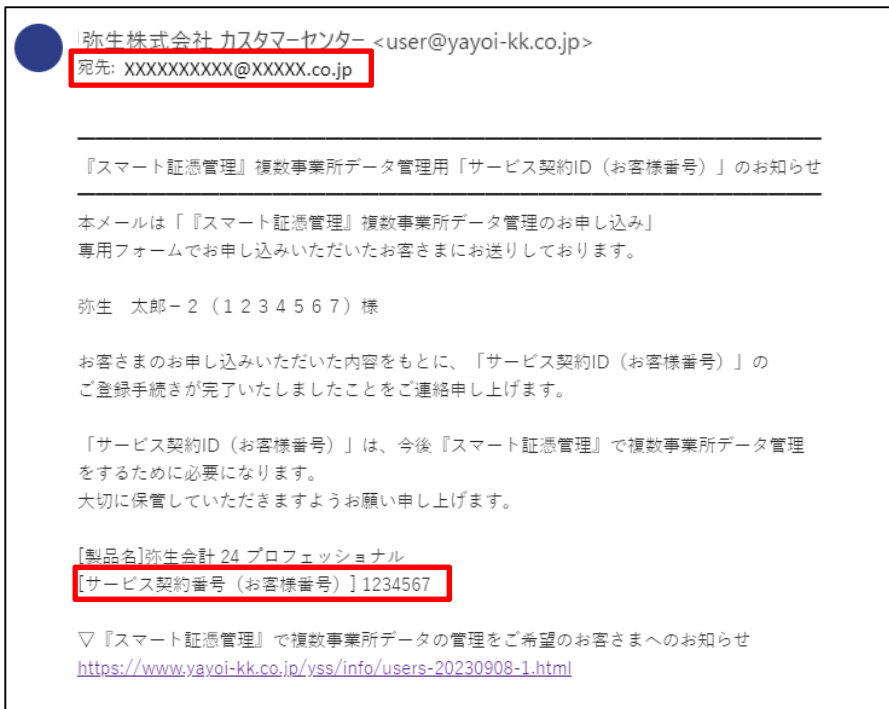 弥生株式会社 カスタマーセンター <user@yayoi-kk.co.jp>
宛先: XXXXXXXXXX@XXXXX.co.jp
『スマート証憑管理』複数事業所データ管理用「サービス契約ID（お客様番号）」のお知らせ
本メールは「『スマート証憑管理』複数事業所データ管理のお申し込み」
専用フォームでお申し込みいただいたお客さまにお送りしております。
弥生　太郎－２（１２３４５６７）様
お客さまのお申し込みいただいた内容をもとに、「サービス契約ID（お客様番号）」の
ご登録手続きが完了いたしましたことをご連絡申し上げます。
「サービス契約ID（お客様番号）」は、今後『スマート証憑管理』で複数事業所データ管理
をするために必要になります。
大切に保管していただきますようお願い申し上げます。
[製品名]弥生会計 24 プロフェッショナル
[サービス契約番号（お客様番号）] 1234567
▽『スマート証憑管理』で複数事業所データの管理をご希望のお客さまへのお知らせ
https://www.yayoi-kk.co.jp/yss/info/users-20230908-1.html